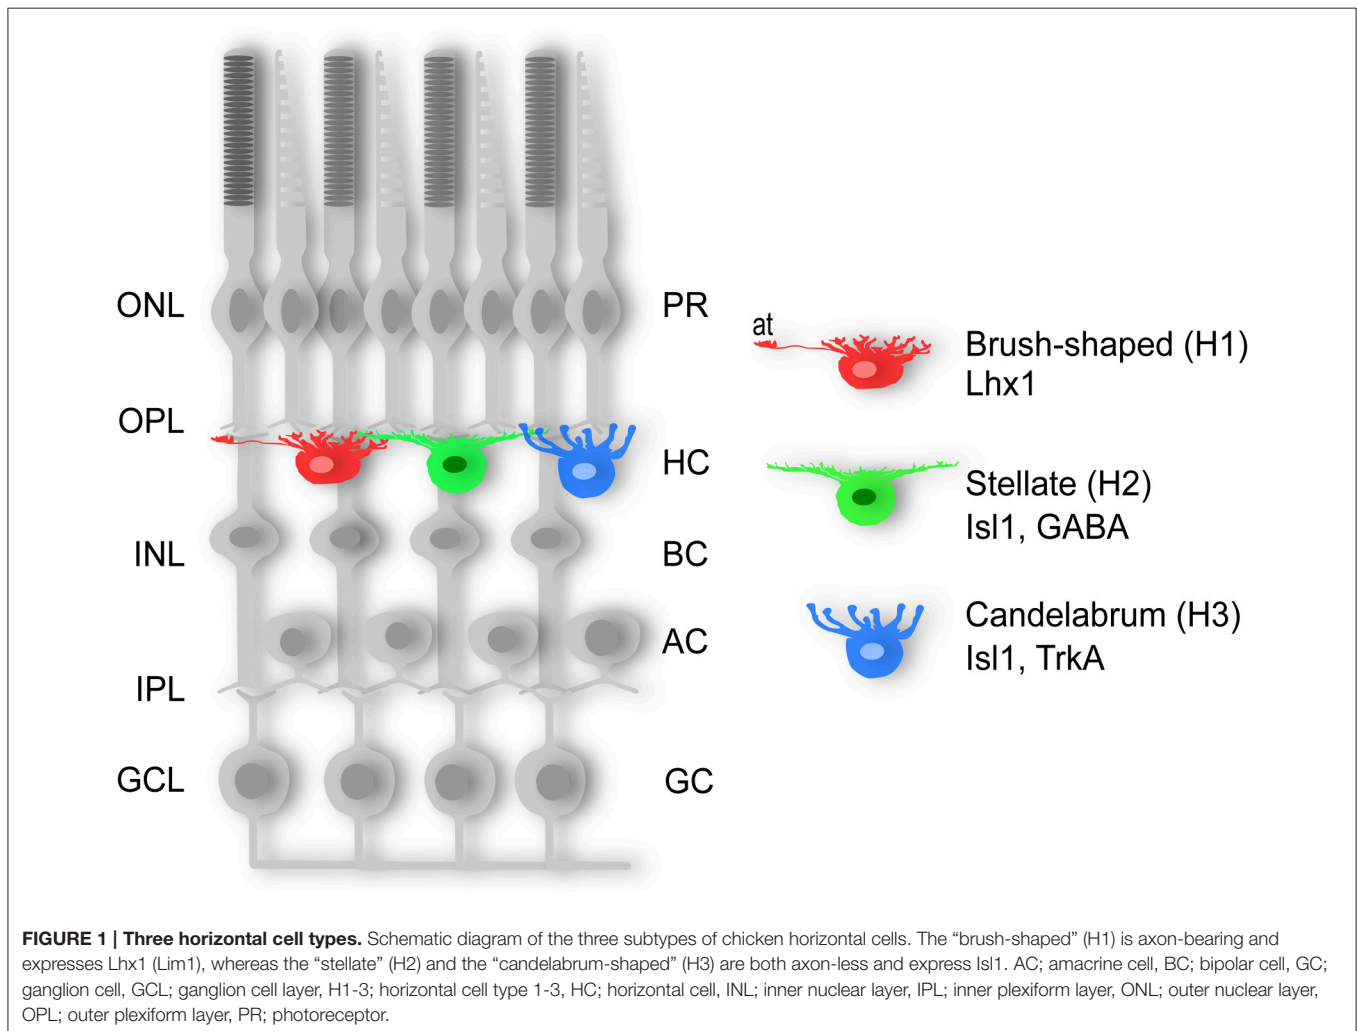 ONL
PR
at
Brush-shaped (H1)
Lhx1
OPL
HC
Stellate (H2)
Isl1, GABA
INL
BC
Candelabrum (H3)
Isl1, TrkA
AC
IPL
GCL
GC
FIGURE 1 | Three horizontal cell types. Schematic diagram of the three subtypes of chicken horizontal cells. The “brush-shaped” (H1) is axon-bearing and
expresses Lhx1 (Lim1), whereas the “stellate” (H2) and the “candelabrum-shaped” (H3) are both axon-less and express Isl1. AC; amacrine cell, BC; bipolar cell, GC;
ganglion cell, GCL; ganglion cell layer, H1-3; horizontal cell type 1-3, HC; horizontal cell, INL; inner nuclear layer, IPL; inner plexiform layer, ONL; outer nuclear layer,
OPL; outer plexiform layer, PR; photoreceptor.